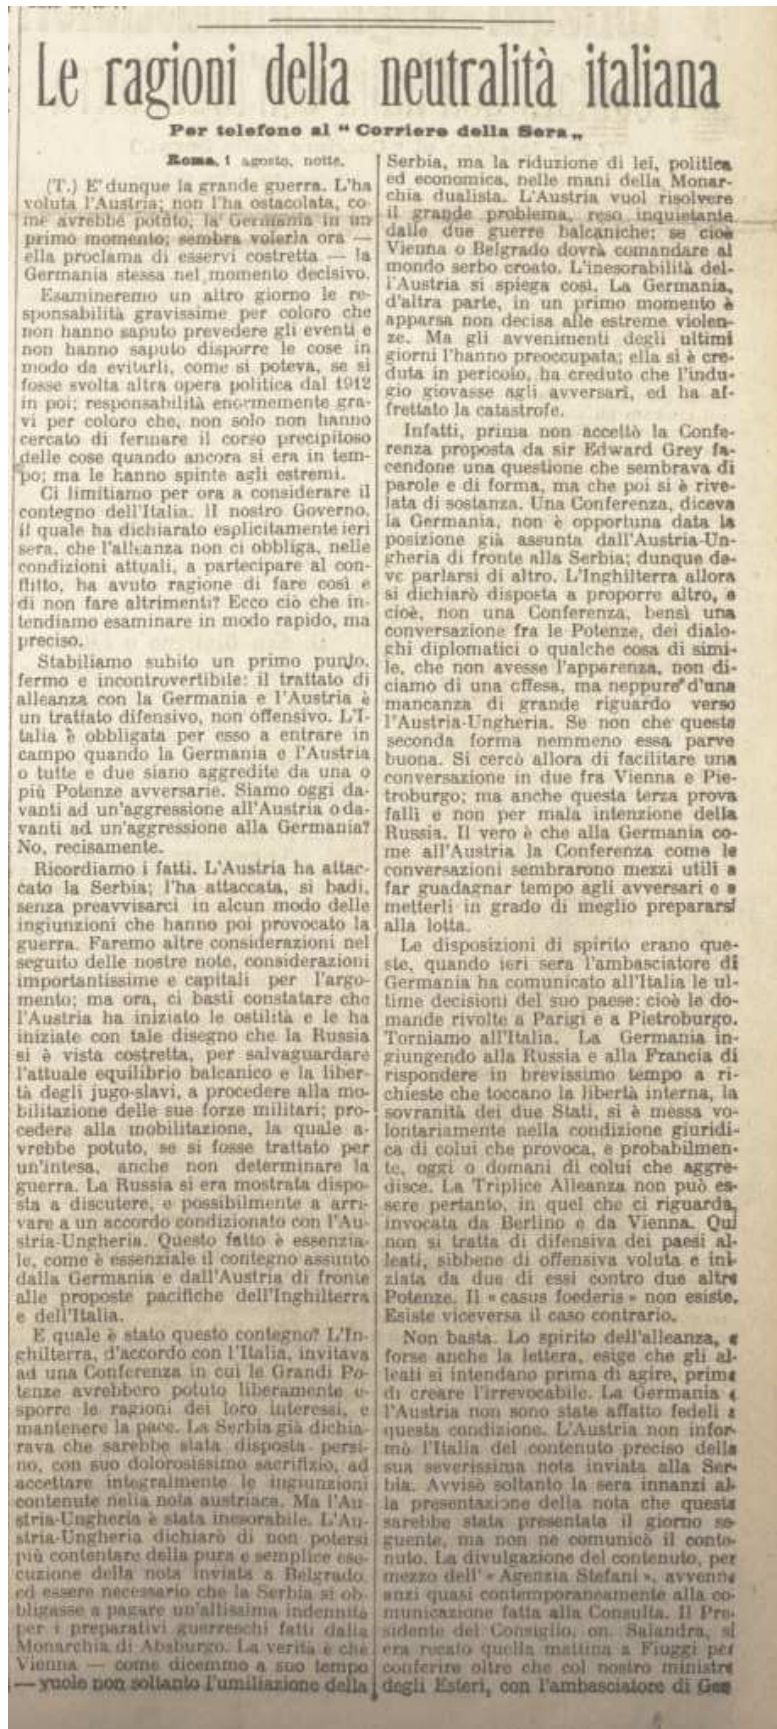 Le ragioni della neutralità italiana
Per telefono al “ Corriere della Sera „
Roma, 1 agosto, notte.
(T.) E' dunque la grande guerra. L'ha
voluta l'Austria; non l'ha ostacolata, co-
me avrebbe potuto, la Germania in un
primo momento; sembra volerla ora —
ella proclama di esservi costretta — la
Germania stessa nel momento decisivo.
Esamineremo un altro giorno le re-
sponsabilità gravissime per coloro che
non hanno saputo prevedere gli eventi e
non hanno saputo disporre le cose in
modo da evitarli, come si poteva, se si
fosse svolta altra opera politica dal 1912
in poi; responsabilità enormemente gra-
vi per coloro che, non solo non hanno
cercato di fermare il corso precipitoso
delle cose quando ancora si era in tem-
po; ma le hanno spinte agli estremi.
Ci limitiamo per ora a considerare il
contegno dell'Italia. Il nostro Governo,
il quale ha dichiarato esplicitamente ieri
sera, che l'alleanza non ci obbliga, nelle
condizioni attuali, a partecipare al con-
flitto, ha avuto ragione di fare così e
di non fare altrimenti? Ecco ciò che in-
tendiamo esaminare in modo rapido, ma
preciso.
Stabiliamo subito un primo punto,
fermo e incontrovertibile: il trattato di
alleanza con la Germania e l'Austria è
un trattato difensivo, non offensivo. L'I-
talia è obbligata per esso a entrare in
campo quando la Germania e l'Austria
o tutte e due siano aggredite da una o
più Potenze avversarie. Siamo oggi da-
vanti ad un'aggressione all'Austria o da-
vanti ad un'aggressione alla Germania?
No, recisamente.
Ricordiamo i fatti. L'Austria ha attac-
cato la Serbia; l'ha attaccata, si badi,
senza preavvisarci in alcun modo delle
ingiunzioni che hanno poi provocato la
guerra. Faremo altre considerazioni nel
seguito delle nostre note, considerazioni
importantissime e capitali per l'argo-
mento; ma ora, ci basti constatare che
l'Austria ha iniziato le ostilità e le ha
iniziate con tale disegno che la Russia
si è vista costretta, per salvaguardare
l'attuale equilibrio balcanico e la liber-
tà degli jugo-slavi, a procedere alla mo-
bilitazione delle sue forze militari; pro-
cedere alla mobilitazione, la quale a-
vrebbe potuto, se si fosse trattato per
un'intesa, anche non determinare la
guerra. La Russia si era mostrata dispo-
sta a discutere, e possibilmente a arri-
vare a un accordo condizionato con l'Au-
stria-Ungheria. Questo fatto è essenzia-
le, come è essenziale il contegno assunto
dalla Germania e dall'Austria di fronte
alle proposte pacifiche dell'Inghilterra
e dell'Italia.
E quale è stato questo contegno? L'In-
ghilterra, d'accordo con l'Italia, invitava
ad una Conferenza in cui le Grandi Po-
tenze avrebbero potuto liberamente e-
sporre le ragioni dei loro interessi, e
mantenere la pace. La Serbia già dichia-
rava che sarebbe stata disposta persi-
no, con suo dolorosissimo sacrifizio, ad
accettare integralmente le ingiunzioni
contenute nella nota austriaca. Ma l'Au-
stria-Ungheria è stata inesorabile. L'Au-
stria-Ungheria dichiarò di non potersi
più contentare della pura e semplice ese-
cuzione della nota inviata a Belgrado
ed essere necessario che la Serbia si ob-
bligasse a pagare un'altissima indennità
per i preparativi guerreschi fatti dalla
Monarchia di Absburgo. La verità è che
Vienna — come dicemmo a suo tempo
— vuole non soltanto l'umiliazione della
Serbia, ma la riduzione di lei, politica
ed economica, nelle mani della Monar-
chia dualista. L'Austria vuol risolvere
il grande problema, reso inquietante
dalle due guerre balcaniche: se cioè
Vienna o Belgrado dovrà comandare al
mondo serbo croato. L'inesorabilità del-
l'Austria si spiega così. La Germania,
d'altra parte, in un primo momento è
apparsa non decisa alle estreme violen-
ze. Ma gli avvenimenti degli ultimi
giorni l'hanno preoccupata; ella si è cre-
duta in pericolo, ha creduto che l'indu-
gio giovasse agli avversari, ed ha af-
frettato la catastrofe.
Infatti, prima non accettò la Confe-
renza proposta da sir Edward Grey fa-
cendone una questione che sembrava di
parole e di forma, ma che poi si è rive-
lata di sostanza. Una Conferenza, diceva
la Germania, non è opportuna data la
posizione già assunta dall'Austria-Un-
gheria di fronte alla Serbia; dunque de-
ve parlarsi di altro. L'Inghilterra allora
si dichiarò disposta a proporre altro, e
cioè, non una Conferenza, bensì una
conversazione fra le Potenze, dei dialo-
ghi diplomatici o qualche cosa di simi-
le, che non avesse l'apparenza, non di-
ciamo di una offesa, ma neppure d'una
mancanza di grande riguardo verso
l'Austria-Ungheria. Se non che questa
seconda forma nemmeno essa parve
buona. Si cercò allora di facilitare una
conversazione in due fra Vienna e Pie-
troburgo; ma anche questa terza prova
fallì e non per mala intenzione della
Russia. Il vero è che alla Germania co-
me all'Austria la Conferenza come le
conversazioni sembrarono mezzi utili a
far guadagnar tempo agli avversari e a
metterli in grado di meglio prepararsi
alla lotta.
Le disposizioni di spirito erano que-
ste, quando ieri sera l'ambasciatore di
Germania ha comunicato all'Italia le ul-
time decisioni del suo paese: cioè le do-
mande rivolte a Parigi e a Pietroburgo.
Torniamo all'Italia. La Germania in-
giungendo alla Russia e alla Francia di
rispondere in brevissimo tempo a ri-
chieste che toccano la libertà interna, la
sovranità dei due Stati, si è messa vo-
lontariamente nella condizione giuridi-
ca di colui che provoca, e probabilmen-
te, oggi o domani di colui che aggre-
disce. La Triplice Alleanza non può es-
sere pertanto, in quel che ci riguarda,
invocata da Berlino e da Vienna. Qui
non si tratta di difensiva dei paesi al-
leati, sibbene di offensiva voluta e ini-
ziata da due di essi contro due altre
Potenze. Il « casus foederis » non esiste.
Esiste viceversa il caso contrario.
Non basta. Lo spirito dell'alleanza, e
forse anche la lettera, esige che gli al-
leati si intendano prima di agire, prima
di creare l'irrevocabile. La Germania e
l'Austria non sono state affatto fedeli a
questa condizione. L'Austria non infor-
mò l'Italia del contenuto preciso della
sua severissima nota inviata alla Ser-
bia. Avvisò soltanto la sera innanzi al-
la presentazione della nota che questa
sarebbe stata presentata il giorno se-
guente, ma non ne comunicò il conte-
nuto. La divulgazione del contenuto, per
mezzo dell' « Agenzia Stefani », avvenne
anzi quasi contemporaneamente alla co-
municazione fatta alla Consulta. Il Pre-
sidente del Consiglio, on. Salandra, si
era recato quella mattina a Fiuggi per
conferire oltre che col nostro ministro
degli Esteri, con l'ambasciatore di Ger